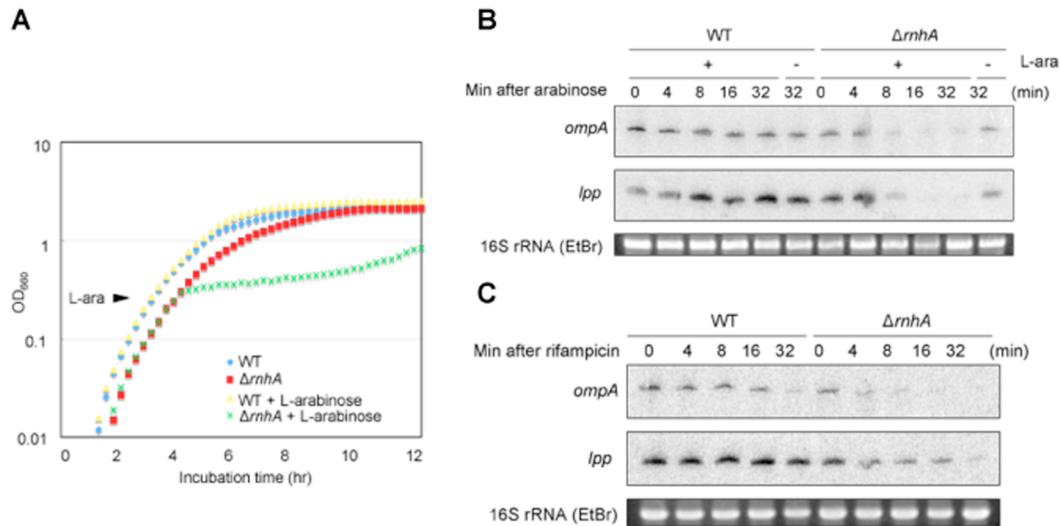 A
10
1
0.1
0.01
OD660
L-ara
WT
ΔrnhA
WT + L-arabinose
ΔrnhA + L-arabinose
0 2 4 6 8 10 12
Incubation time (hr)
B
WT ΔrnhA
+ - + - L-ara
Min after arabinose 0 4 8 16 32 32 0 4 8 16 32 32 (min)
ompA
lpp
16S rRNA (EtBr)
C
WT ΔrnhA
Min after rifampicin 0 4 8 16 32 0 4 8 16 32 (min)
ompA
lpp
16S rRNA (EtBr)